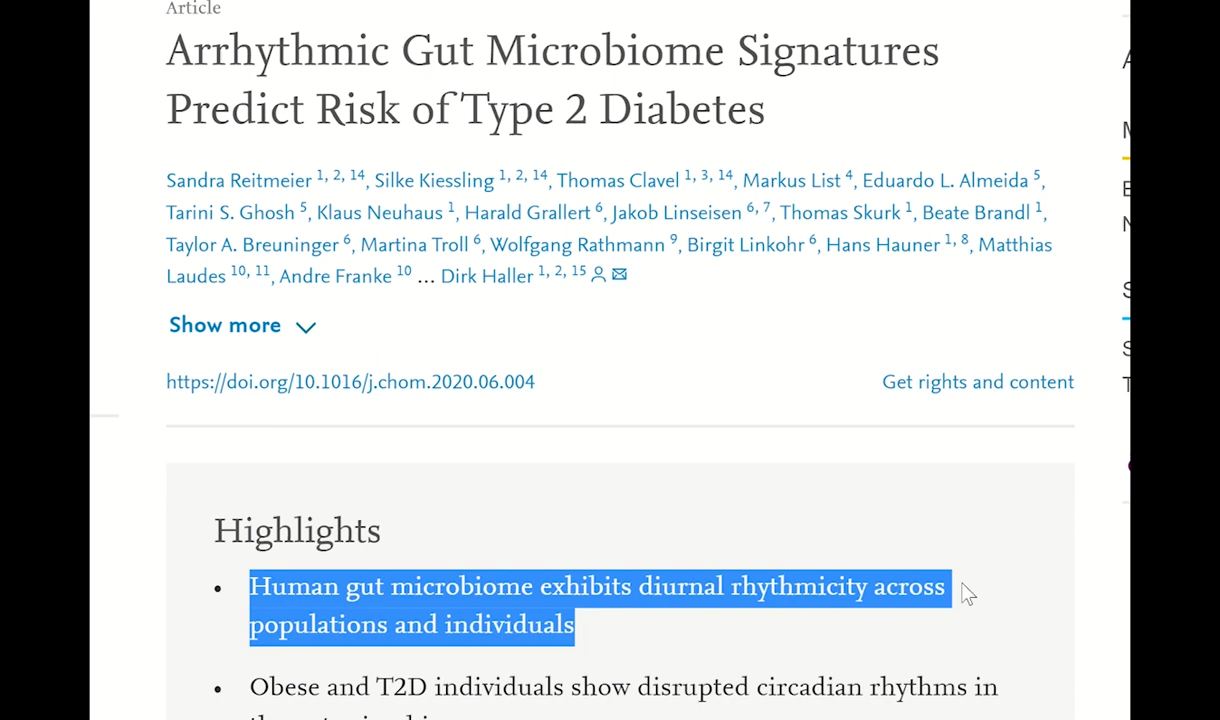 Article
Arrhythmic Gut Microbiome Signatures
Predict Risk of Type 2 Diabetes
Sandra Reitmeier 1, 2, 14, Silke Kiessling 1, 2, 14, Thomas Clavel 1, 3, 14, Markus List 4, Eduardo L. Almeida 5,
Tarini S. Ghosh 5, Klaus Neuhaus 1, Harald Grallert 6, Jakob Linseisen 6, 7, Thomas Skurk 1, Beate Brandl 1,
Taylor A. Breuninger 6, Martina Troll 6, Wolfgang Rathmann 9, Birgit Linkohr 6, Hans Hauner 1, 8, Matthias
Laudes 10, 11, Andre Franke 10 … Dirk Haller 1, 2, 15
Show more
https://doi.org/10.1016/j.chom.2020.06.004 Get rights and content
Highlights
• Human gut microbiome exhibits diurnal rhythmicity across
populations and individuals
• Obese and T2D individuals show disrupted circadian rhythms in